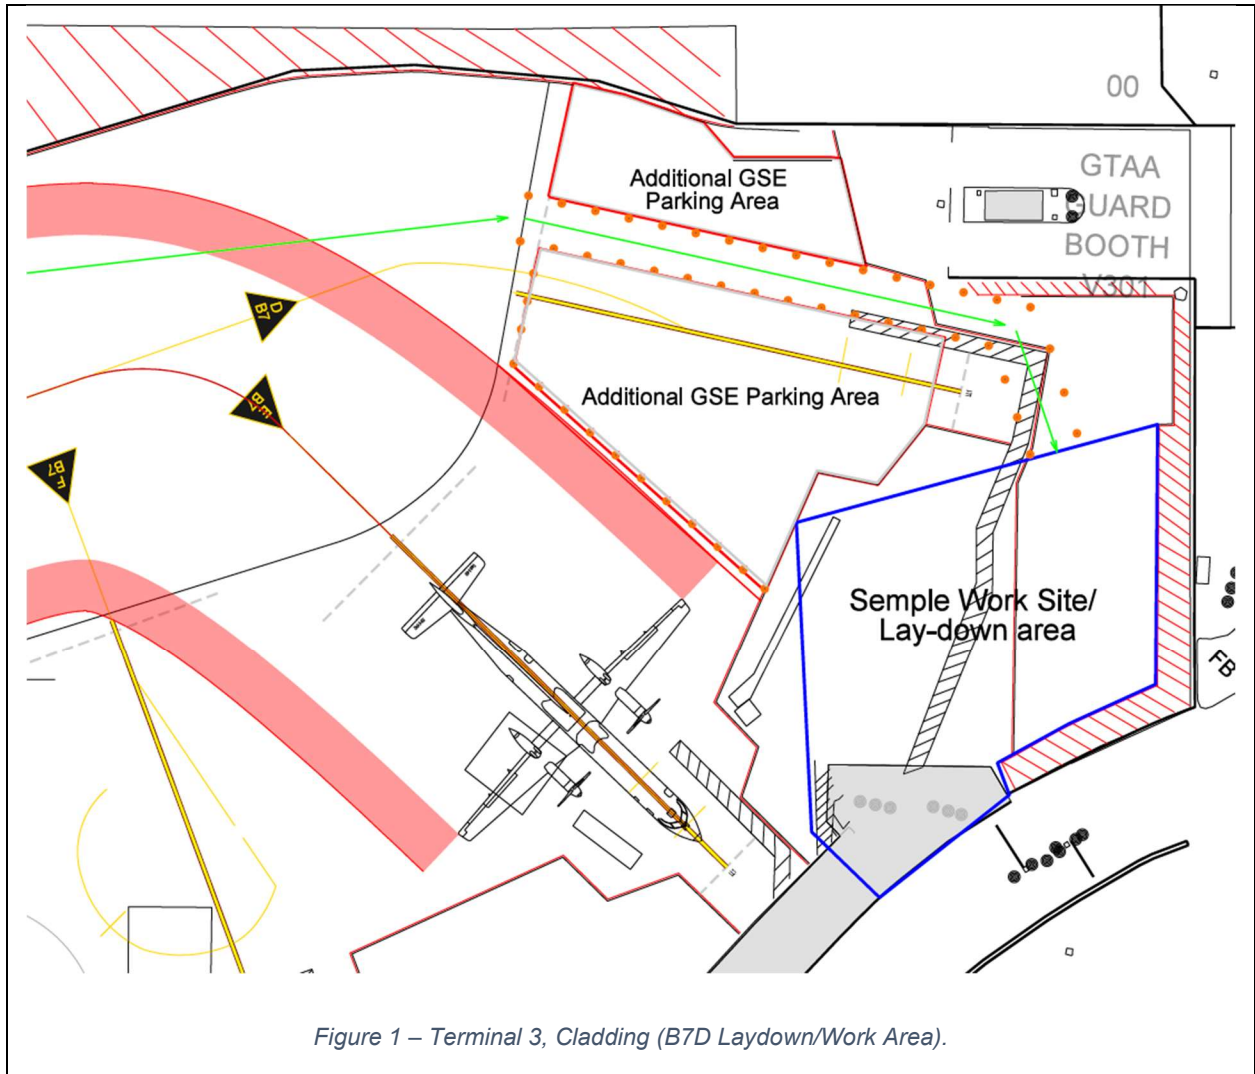 00
GTAA
GUARD
BOOTH
V301
Additional GSE
Parking Area
D
B7
E
B7
F
B7
Additional GSE Parking Area
Semple Work Site/
Lay-down area
FB
Figure 1 – Terminal 3, Cladding (B7D Laydown/Work Area).